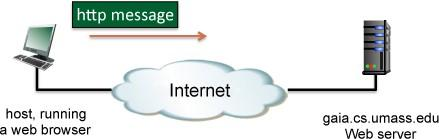 http message
Internet
host, running
a web browser
gaia.cs.umass.edu
Web server